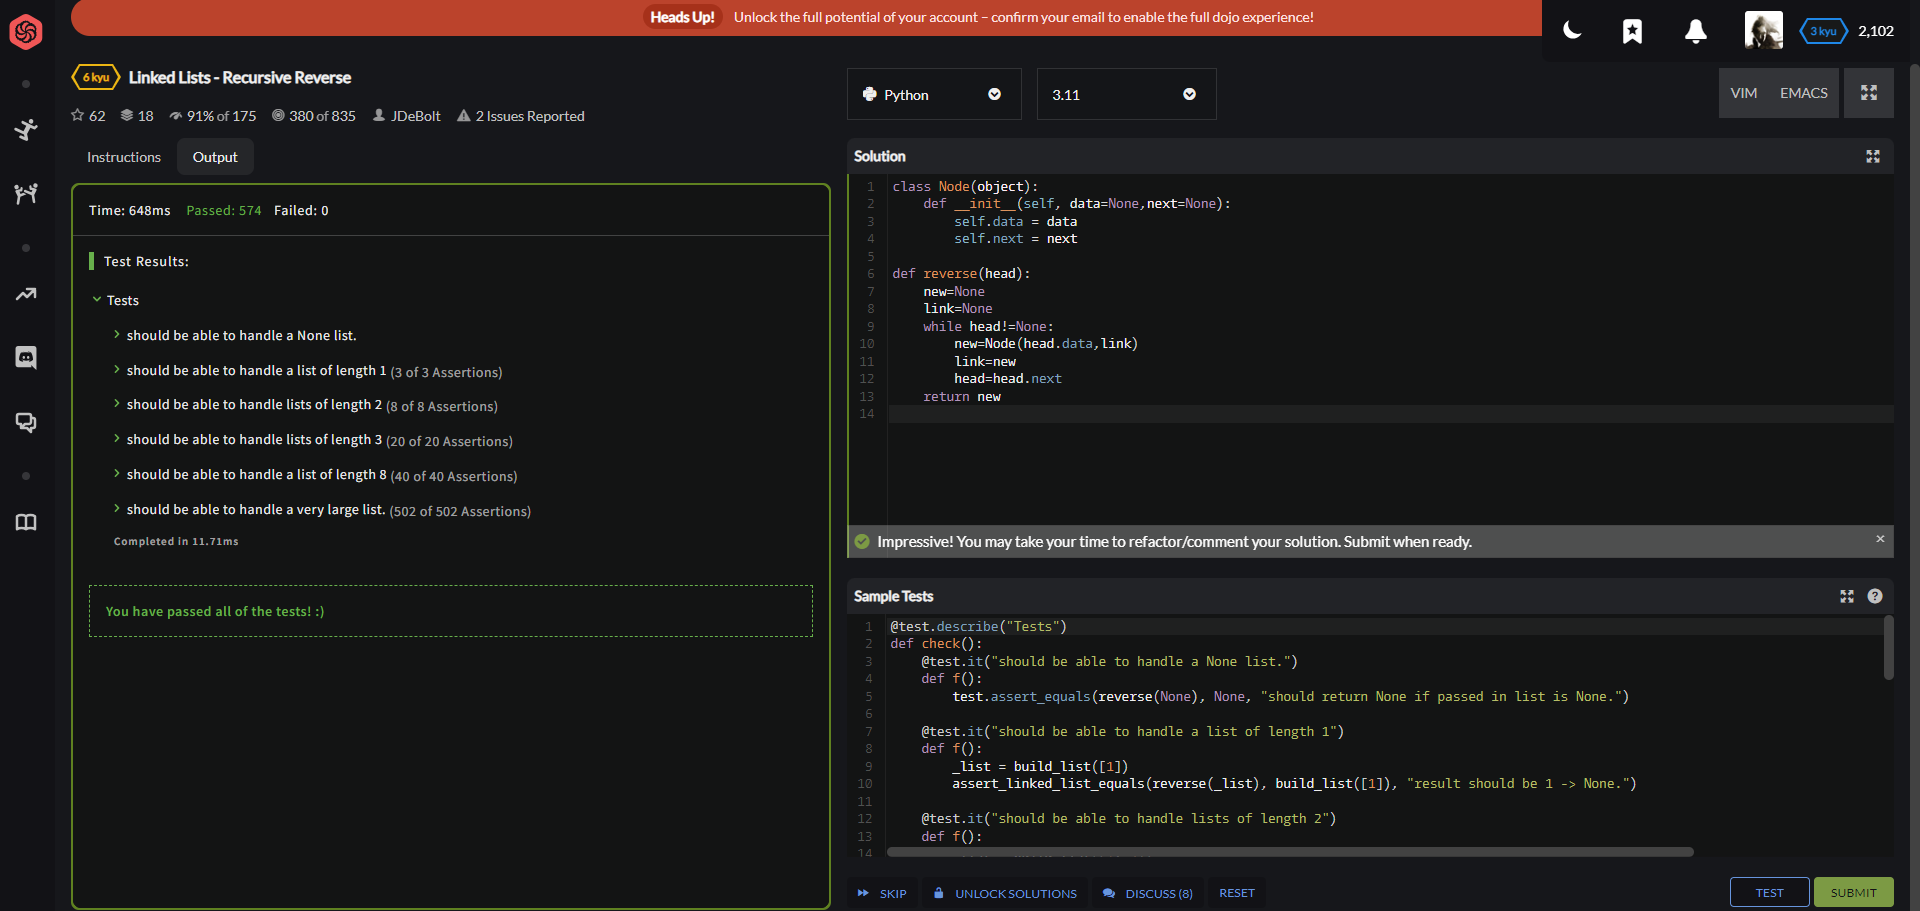 Heads Up! Unlock the full potential of your account – confirm your email to enable the full dojo experience!
3 kyu 2,102
6 kyu Linked Lists - Recursive Reverse
62 18 91% of 175 380 of 835 JDeBolt 2 Issues Reported
Instructions Output
Time: 648ms Passed: 574 Failed: 0
Test Results:
Tests
should be able to handle a None list.
should be able to handle a list of length 1 (3 of 3 Assertions)
should be able to handle lists of length 2 (8 of 8 Assertions)
should be able to handle lists of length 3 (20 of 20 Assertions)
should be able to handle a list of length 8 (40 of 40 Assertions)
should be able to handle a very large list. (502 of 502 Assertions)
Completed in 11.71ms
You have passed all of the tests! :)
Python 3.11 VIM EMACS
Solution
1 class Node(object):
2     def __init__(self, data=None,next=None):
3         self.data = data
4         self.next = next
5
6 def reverse(head):
7     new=None
8     link=None
9     while head!=None:
10         new=Node(head.data,link)
11         link=new
12         head=head.next
13     return new
14
Impressive! You may take your time to refactor/comment your solution. Submit when ready. ×
Sample Tests ?
1 @test.describe("Tests")
2 def check():
3     @test.it("should be able to handle a None list.")
4     def f():
5         test.assert_equals(reverse(None), None, "should return None if passed in list is None.")
6
7     @test.it("should be able to handle a list of length 1")
8     def f():
9         _list = build_list([1])
10         assert_linked_list_equals(reverse(_list), build_list([1]), "result should be 1 -> None.")
11
12     @test.it("should be able to handle lists of length 2")
13     def f():
14
SKIP UNLOCK SOLUTIONS DISCUSS (8) RESET TEST SUBMIT